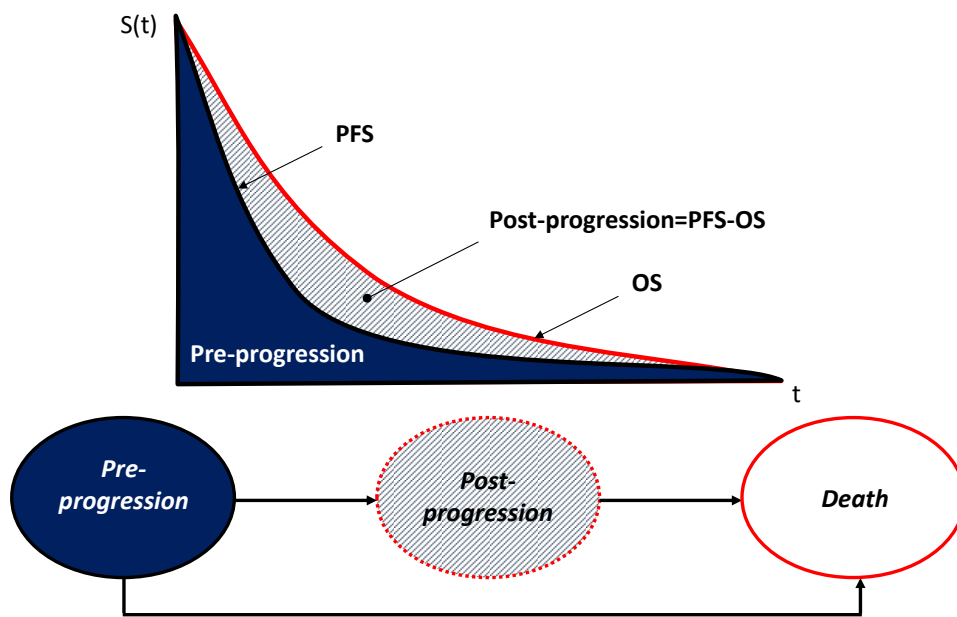 S(t)
PFS
Post-progression=PFS-OS
OS
Pre-progression
t
Pre-
progression
Post-
progression
Death